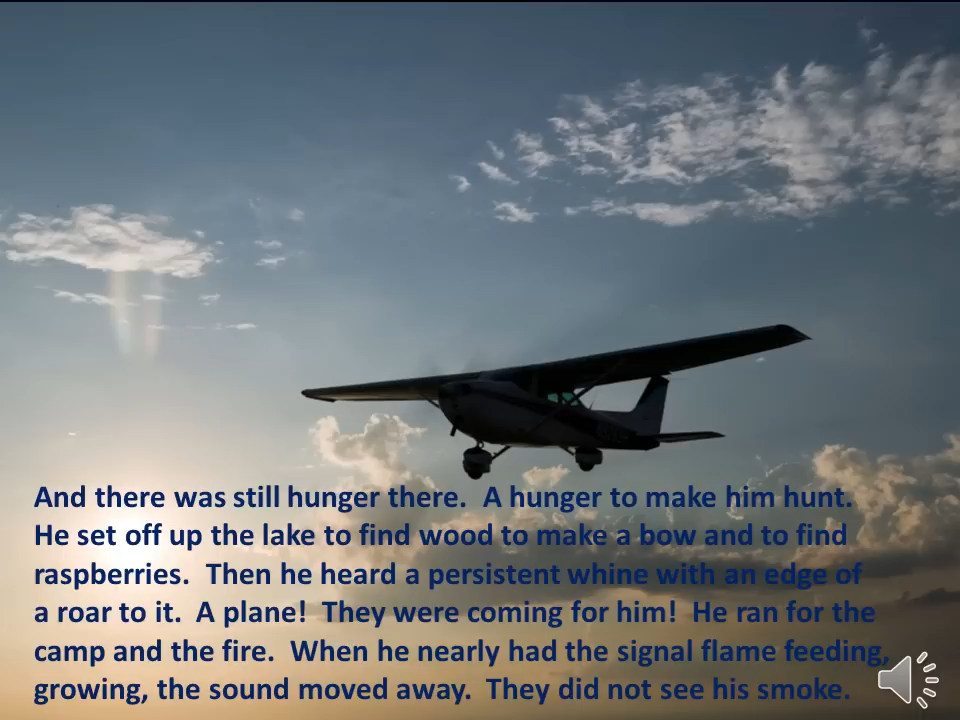 And there was still hunger there.  A hunger to make him hunt.
He set off up the lake to find wood to make a bow and to find
raspberries.  Then he heard a persistent whine with an edge of
a roar to it.  A plane!  They were coming for him!  He ran for the
camp and the fire.  When he nearly had the signal flame feeding,
growing, the sound moved away.  They did not see his smoke.